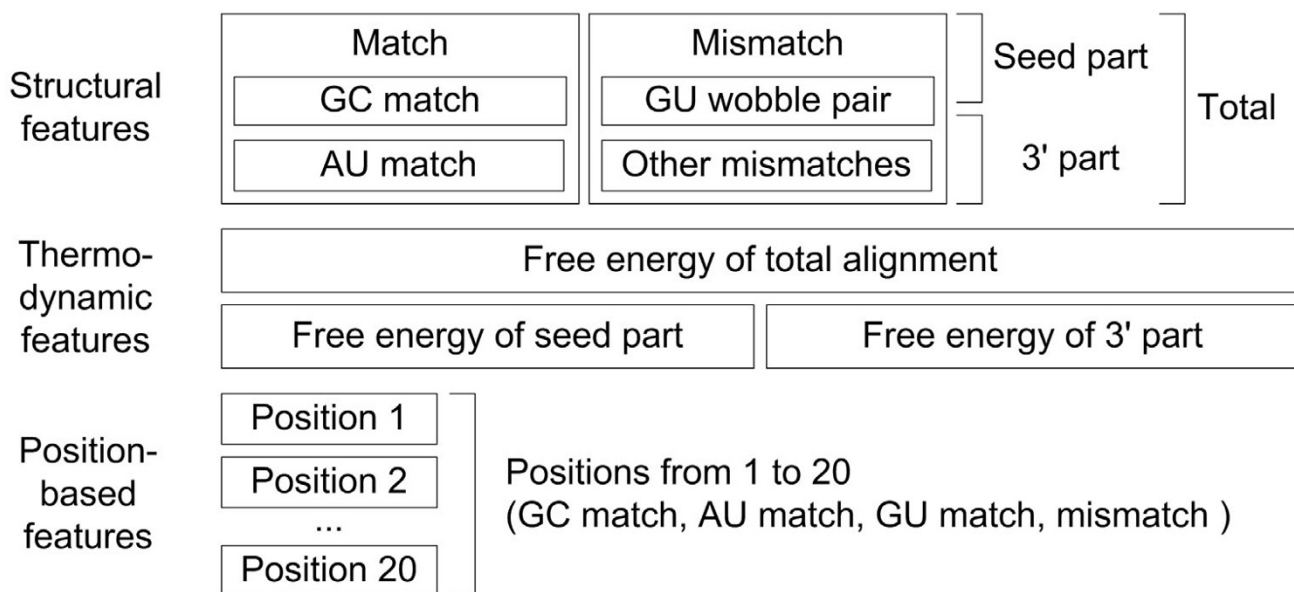 Structural
features
Match
GC match
AU match
Mismatch
GU wobble pair
Other mismatches
Seed part
3' part
Total
Thermo-
dynamic
features
Free energy of total alignment
Free energy of seed part
Free energy of 3' part
Position-
based
features
Position 1
Position 2
...
Position 20
Positions from 1 to 20
(GC match, AU match, GU match, mismatch )